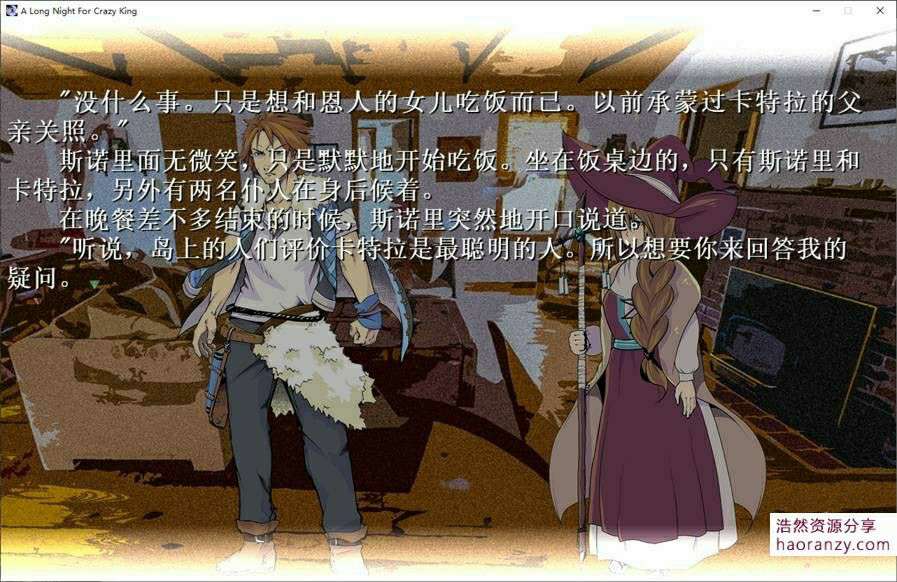 A Long Night For Crazy King
"没什么事。只是想和恩人的女儿吃饭而已。以前承蒙过卡特拉的父
亲关照。"
斯诺里面无微笑，只是默默地开始吃饭。坐在饭桌边的，只有斯诺里和
卡特拉，另外有两名仆人在身后候着。
在晚餐差不多结束的时候，斯诺里突然地开口说道。
"听说，岛上的人们评价卡特拉是最聪明的人。所以想要你来回答我的
疑问。
浩然资源分享
haoranzy.com